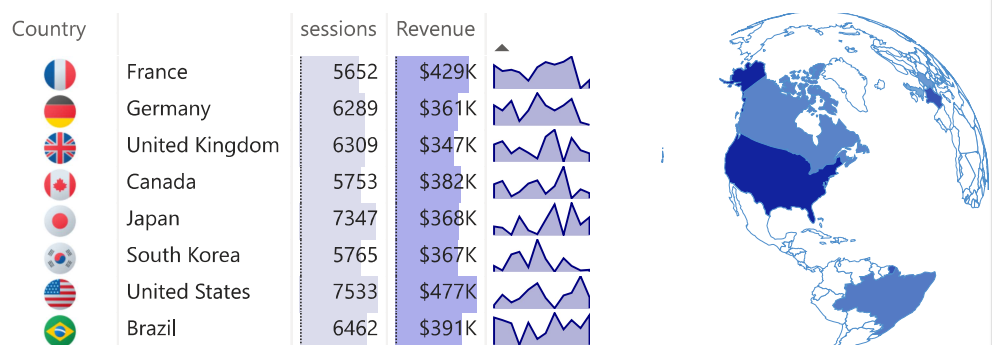 Country sessions Revenue
France 5652 $429K
Germany 6289 $361K
United Kingdom 6309 $347K
Canada 5753 $382K
Japan 7347 $368K
South Korea 5765 $367K
United States 7533 $477K
Brazil 6462 $391K